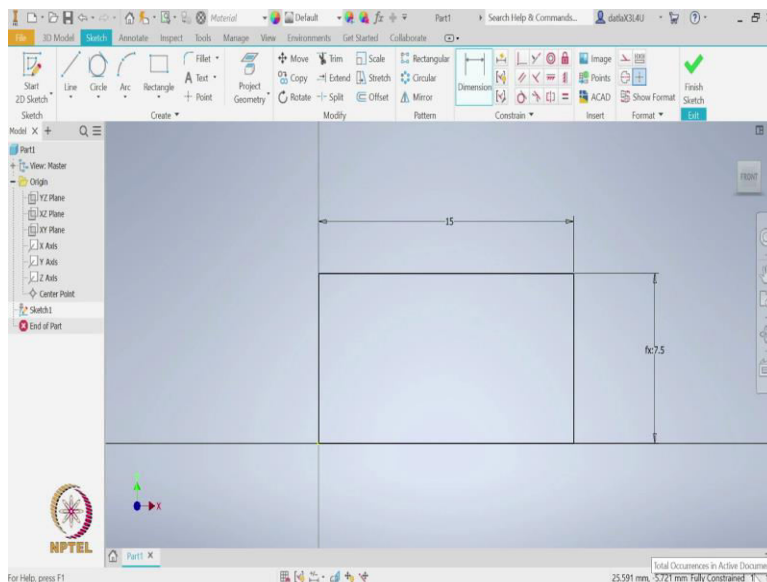 Material
Default
Part1
Search Help & Commands...
datlaX3L4U
File 3D Model Sketch Annotate Inspect Tools Manage View Environments Get Started Collaborate
Start
2D Sketch
Line
Circle
Arc
Rectangle
Fillet
Text
Point
Project
Geometry
Move
Copy
Rotate
Trim
Extend
Split
Scale
Stretch
Offset
Rectangular
Circular
Mirror
Dimension
Image
Points
ACAD
Show Format
Finish
Sketch
Sketch
Create
Modify
Pattern
Constrain
Insert
Format
Exit
Model
Part1
View: Master
Origin
YZ Plane
XZ Plane
XY Plane
X Axis
Y Axis
Z Axis
Center Point
Sketch1
End of Part
FRONT
15
fx:7.5
X
NPTEL
Part1
Total Occurrences in Active Docume
For Help, press F1
25.591 mm, -5.721 mm Fully Constrained 1